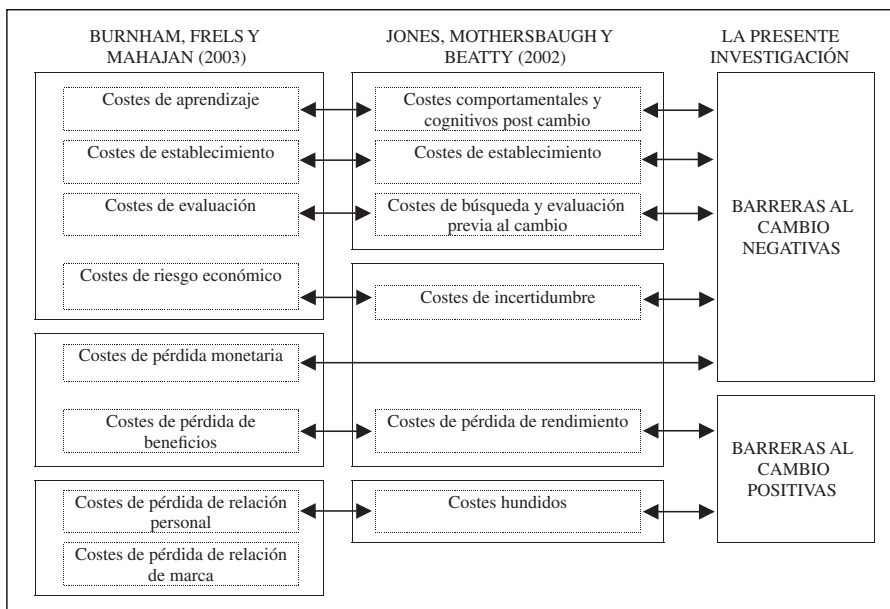 BURNHAM, FRELS Y
MAHAJAN (2003)
Costes de aprendizaje
Costes de establecimiento
Costes de evaluación
Costes de riesgo económico
Costes de pérdida monetaria
Costes de pérdida de
beneficios
Costes de pérdida de relación
personal
Costes de pérdida de relación
de marca
JONES, MOTHERSBAUGH Y
BEATTY (2002)
Costes comportamentales y
cognitivos post cambio
Costes de establecimiento
Costes de búsqueda y evaluación
previa al cambio
Costes de incertidumbre
Costes de pérdida de rendimiento
Costes hundidos
LA PRESENTE
INVESTIGACIÓN
BARRERAS AL
CAMBIO
NEGATIVAS
BARRERAS AL
CAMBIO
POSITIVAS